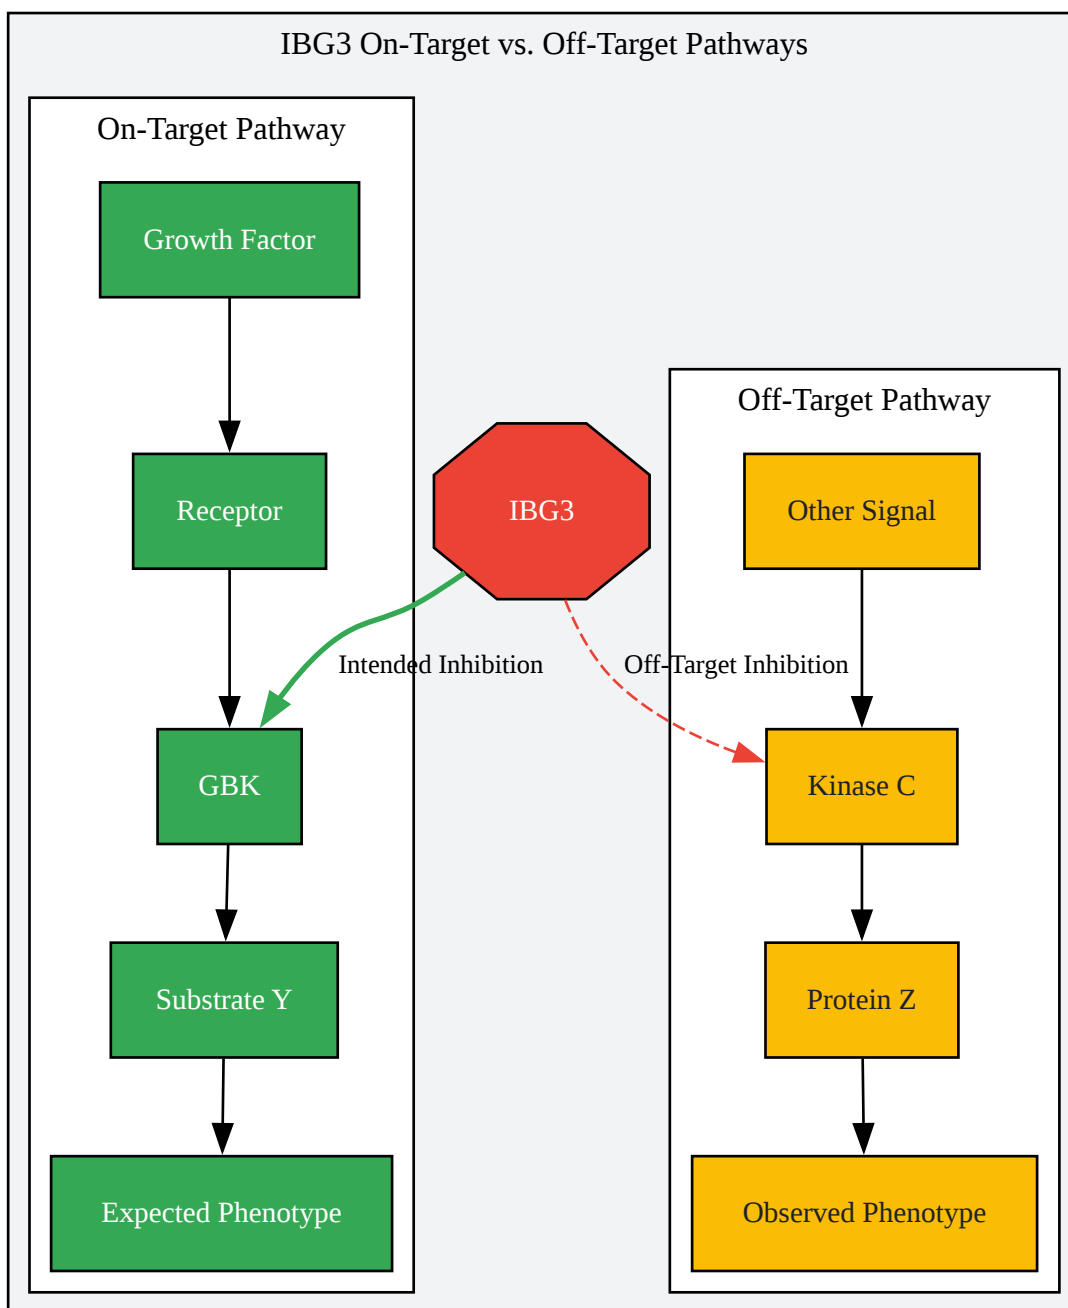 IBG3 On-Target vs. Off-Target Pathways
On-Target Pathway
Growth Factor
Receptor
GBK
Substrate Y
Expected Phenotype
IBG3
Intended Inhibition
Off-Target Inhibition
Off-Target Pathway
Other Signal
Kinase C
Protein Z
Observed Phenotype